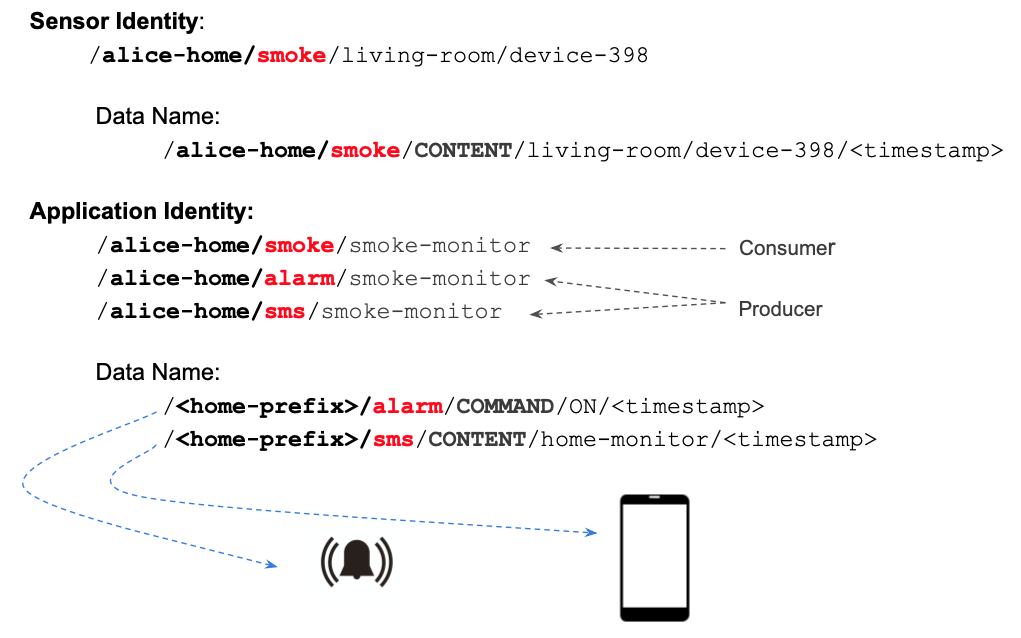 Sensor Identity:
/alice-home/smoke/living-room/device-398
Data Name:
/alice-home/smoke/CONTENT/living-room/device-398/<timestamp>
Application Identity:
/alice-home/smoke/smoke-monitor
Consumer
/alice-home/alarm/smoke-monitor
/alice-home/sms/smoke-monitor
Producer
Data Name:
/<home-prefix>/alarm/COMMAND/ON/<timestamp>
/<home-prefix>/sms/CONTENT/home-monitor/<timestamp>